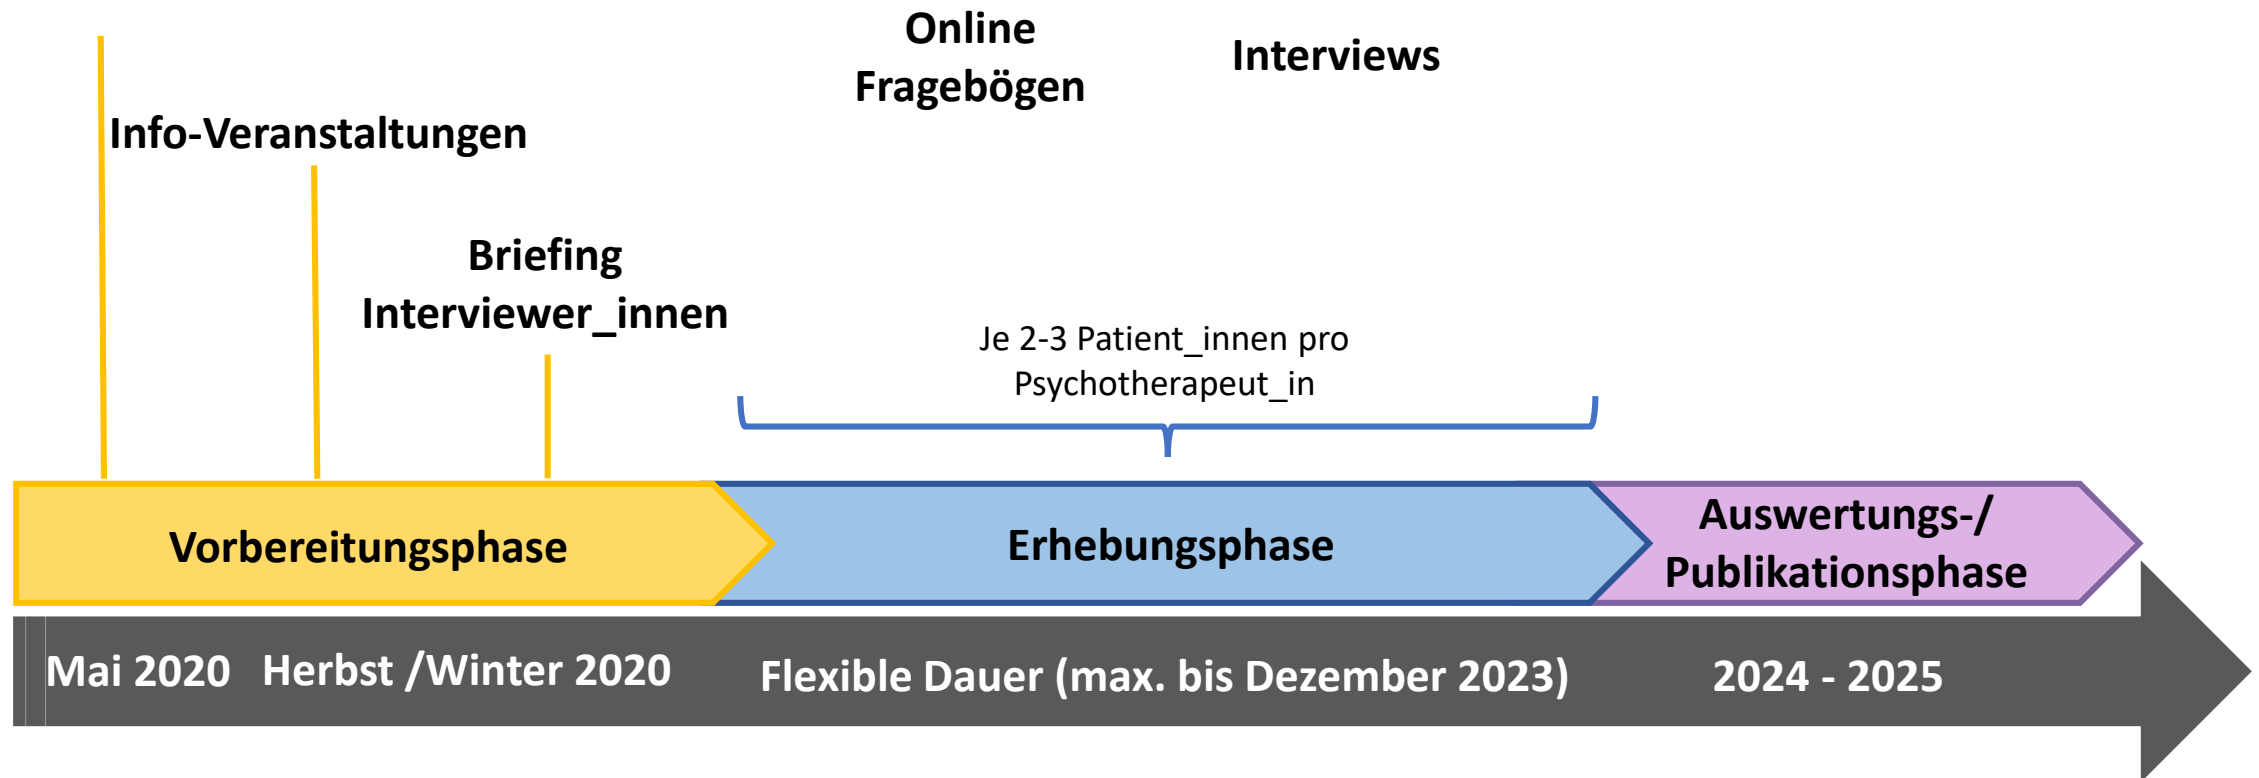 Online
Fragebögen
Interviews
Info-Veranstaltungen
Briefing
Interviewer_innen
Je 2-3 Patient_innen pro
Psychotherapeut_in
Vorbereitungsphase
Erhebungsphase
Auswertungs-/
Publikationsphase
Mai 2020
Herbst /Winter 2020
Flexible Dauer (max. bis Dezember 2023)
2024 - 2025